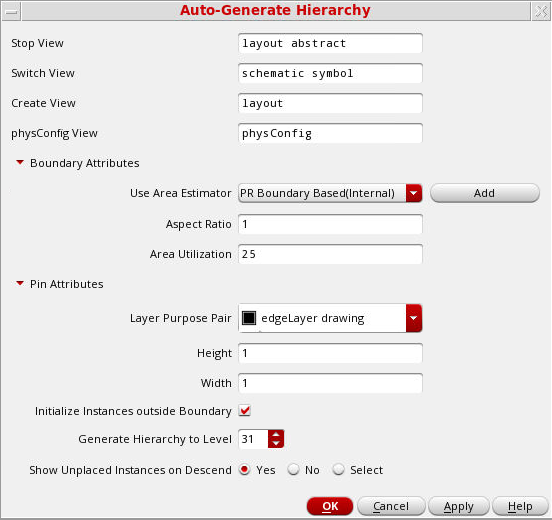 Auto-Generate Hierarchy
Stop View layout abstract
Switch View schematic symbol
Create View layout
physConfig View physConfig
Boundary Attributes
Use Area Estimator PR Boundary Based(Internal) Add
Aspect Ratio 1
Area Utilization 25
Pin Attributes
Layer Purpose Pair edgeLayer drawing
Height 1
Width 1
Initialize Instances outside Boundary
Generate Hierarchy to Level 31
Show Unplaced Instances on Descend Yes No Select
OK Cancel Apply Help